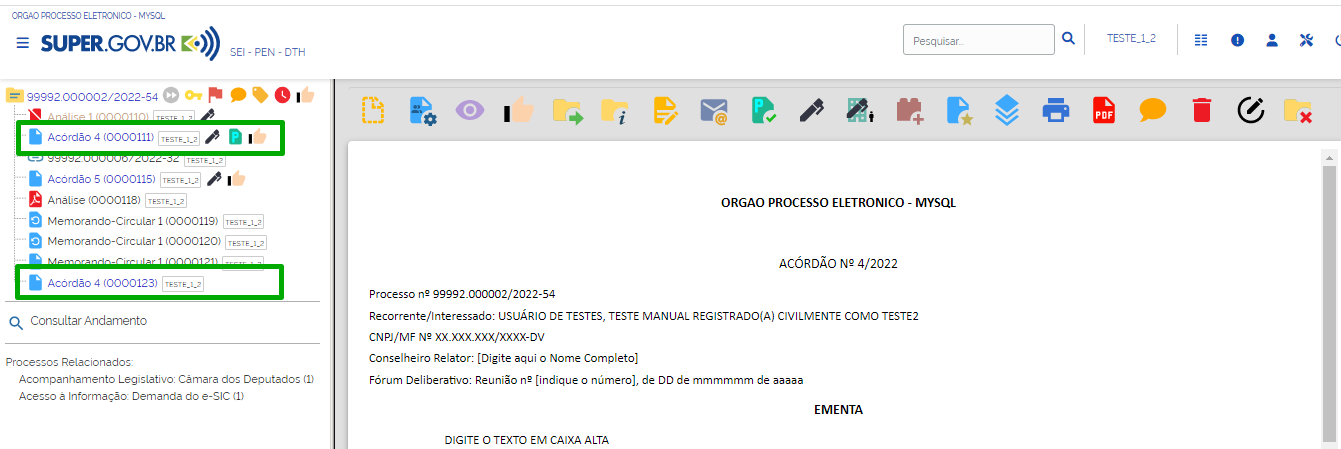 ORGAO PROCESSO ELETRONICO - MYSQL
SUPER.GOV.BR
SEI - PEN - DTH
Pesquisar..
TESTE_1_2
99992.000002/2022-54
Análise 1 (0000110) TESTE_1_2
Acórdão 4 (0000111) TESTE_1_2
99992.000006/2022-32 TESTE_1_2
Acórdão 5 (0000115) TESTE_1_2
Análise (0000118) TESTE_1_2
Memorando-Circular 1 (0000119) TESTE_1_2
Memorando-Circular 1 (0000120) TESTE_1_2
Memorando-Circular 1 (0000121) TESTE_1_2
Acórdão 4 (0000123) TESTE_1_2
Consultar Andamento
Processos Relacionados:
Acompanhamento Legislativo: Câmara dos Deputados (1)
Acesso à Informação: Demanda do e-SIC (1)
PDF
ORGAO PROCESSO ELETRONICO - MYSQL
ACÓRDÃO Nº 4/2022
Processo nº 99992.000002/2022-54
Recorrente/Interessado: USUÁRIO DE TESTES, TESTE MANUAL REGISTRADO(A) CIVILMENTE COMO TESTE2
CNPJ/MF Nº XX.XXX.XXX/XXXX-DV
Conselheiro Relator: [Digite aqui o Nome Completo]
Fórum Deliberativo: Reunião nº [indique o número], de DD de mmmmmm de aaaaa
EMENTA
DIGITE O TEXTO EM CAIXA ALTA